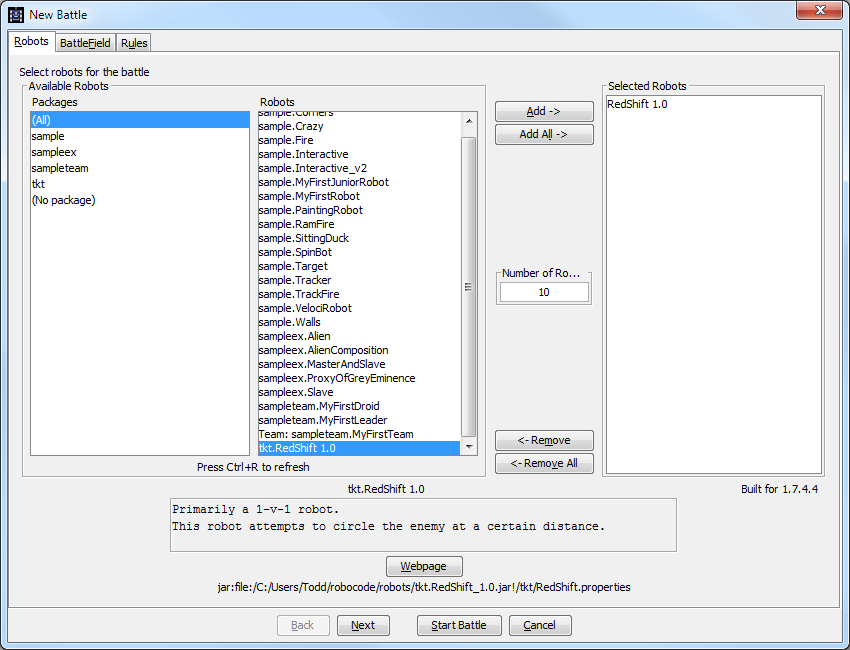 New Battle
Robots
BattleField
Rules
Select robots for the battle
Available Robots
Packages
(All)
sample
sampleex
sampleteam
tkt
(No package)
Robots
sample.Corners
sample.Crazy
sample.Fire
sample.Interactive
sample.Interactive_v2
sample.MyFirstJuniorRobot
sample.MyFirstRobot
sample.PaintingRobot
sample.RamFire
sample.SittingDuck
sample.SpinBot
sample.Target
sample.Tracker
sample.TrackFire
sample.VelociRobot
sample.Walls
sampleex.Alien
sampleex.AlienComposition
sampleex.MasterAndSlave
sampleex.ProxyOfGreyEminence
sampleex.Slave
sampleteam.MyFirstDroid
sampleteam.MyFirstLeader
Team: sampleteam.MyFirstTeam
tkt.RedShift 1.0
Press Ctrl+R to refresh
Add ->
Add All ->
Number of Ro...
10
<- Remove
<- Remove All
Selected Robots
RedShift 1.0
tkt.RedShift 1.0
Built for 1.7.4.4
Primarily a 1-v-1 robot.
This robot attempts to circle the enemy at a certain distance.
Webpage
jar:file:/C:/Users/Todd/robocode/robots/tkt.RedShift_1.0.jar!/tkt/RedShift.properties
Back
Next
Start Battle
Cancel